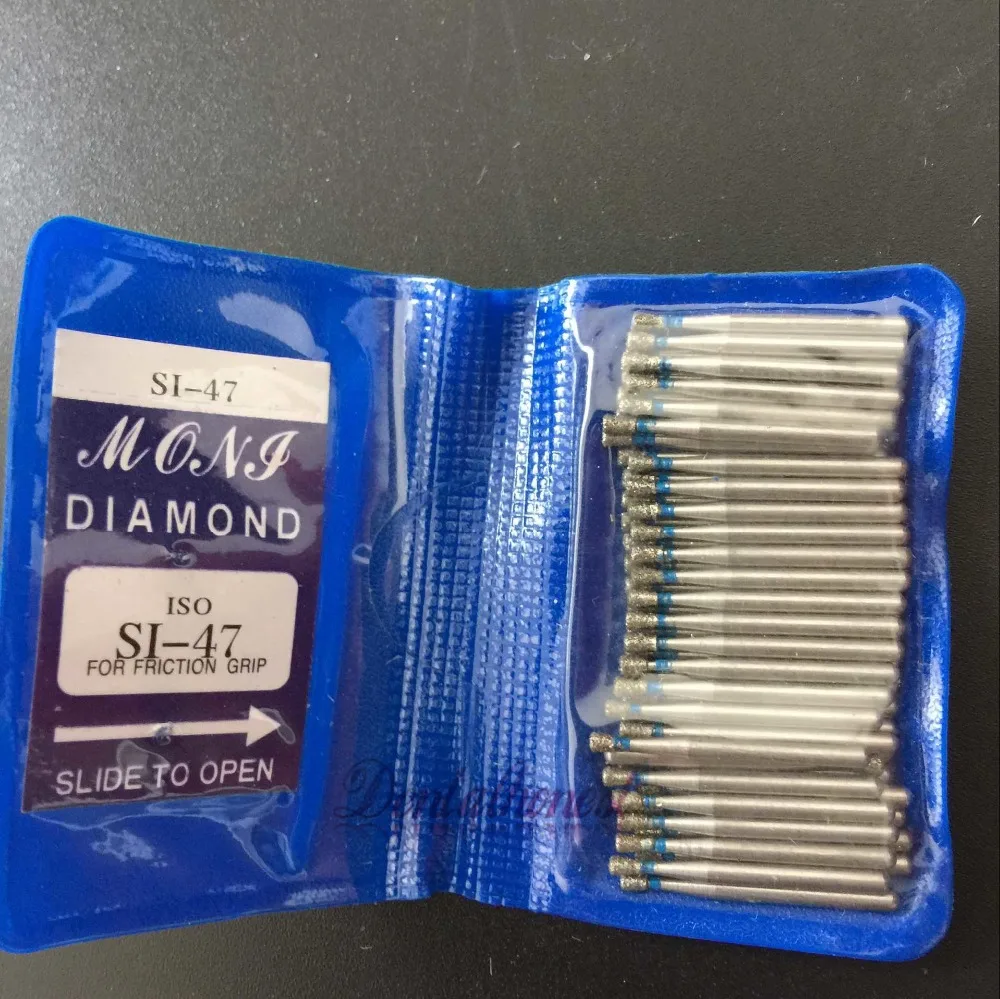 SI-47
MONI
DIAMOND
ISO
SI-47
FOR FRICTION GRIP
SLIDE TO OPEN